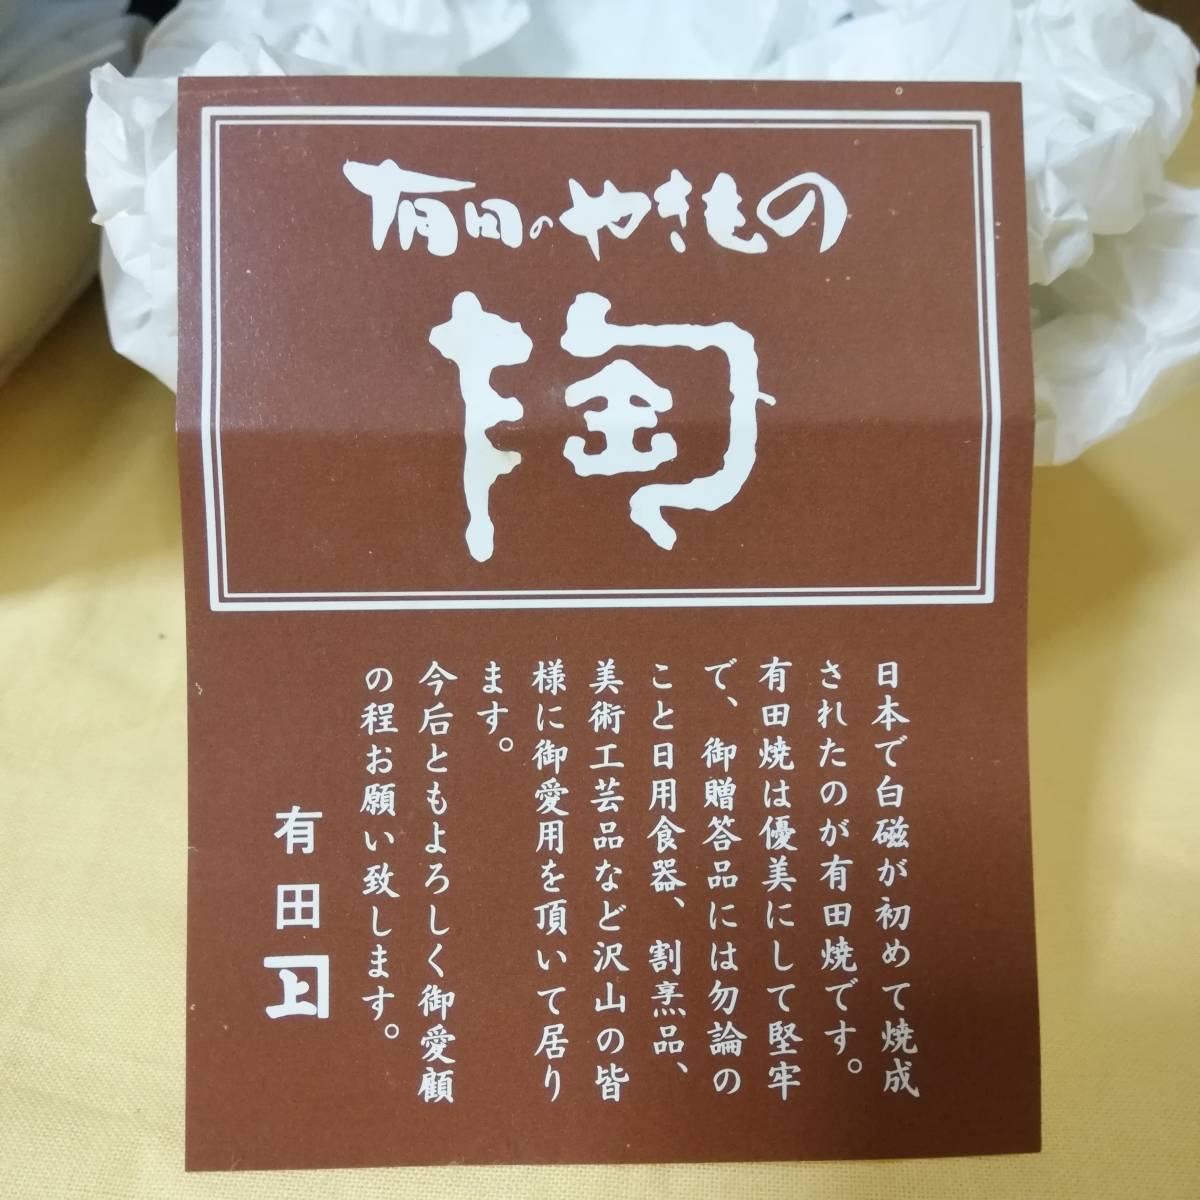 有田のやきもの
陶
日本で白磁が初めて焼成
されたのが有田焼です。
有田焼は優美にして堅牢
で、御贈答品には勿論の
こと日用食器、割烹品、
美術工芸品など沢山の皆
様に御愛用を頂いて居り
ます。
今后ともよろしく御愛顧
の程お願い致します。
有田
上